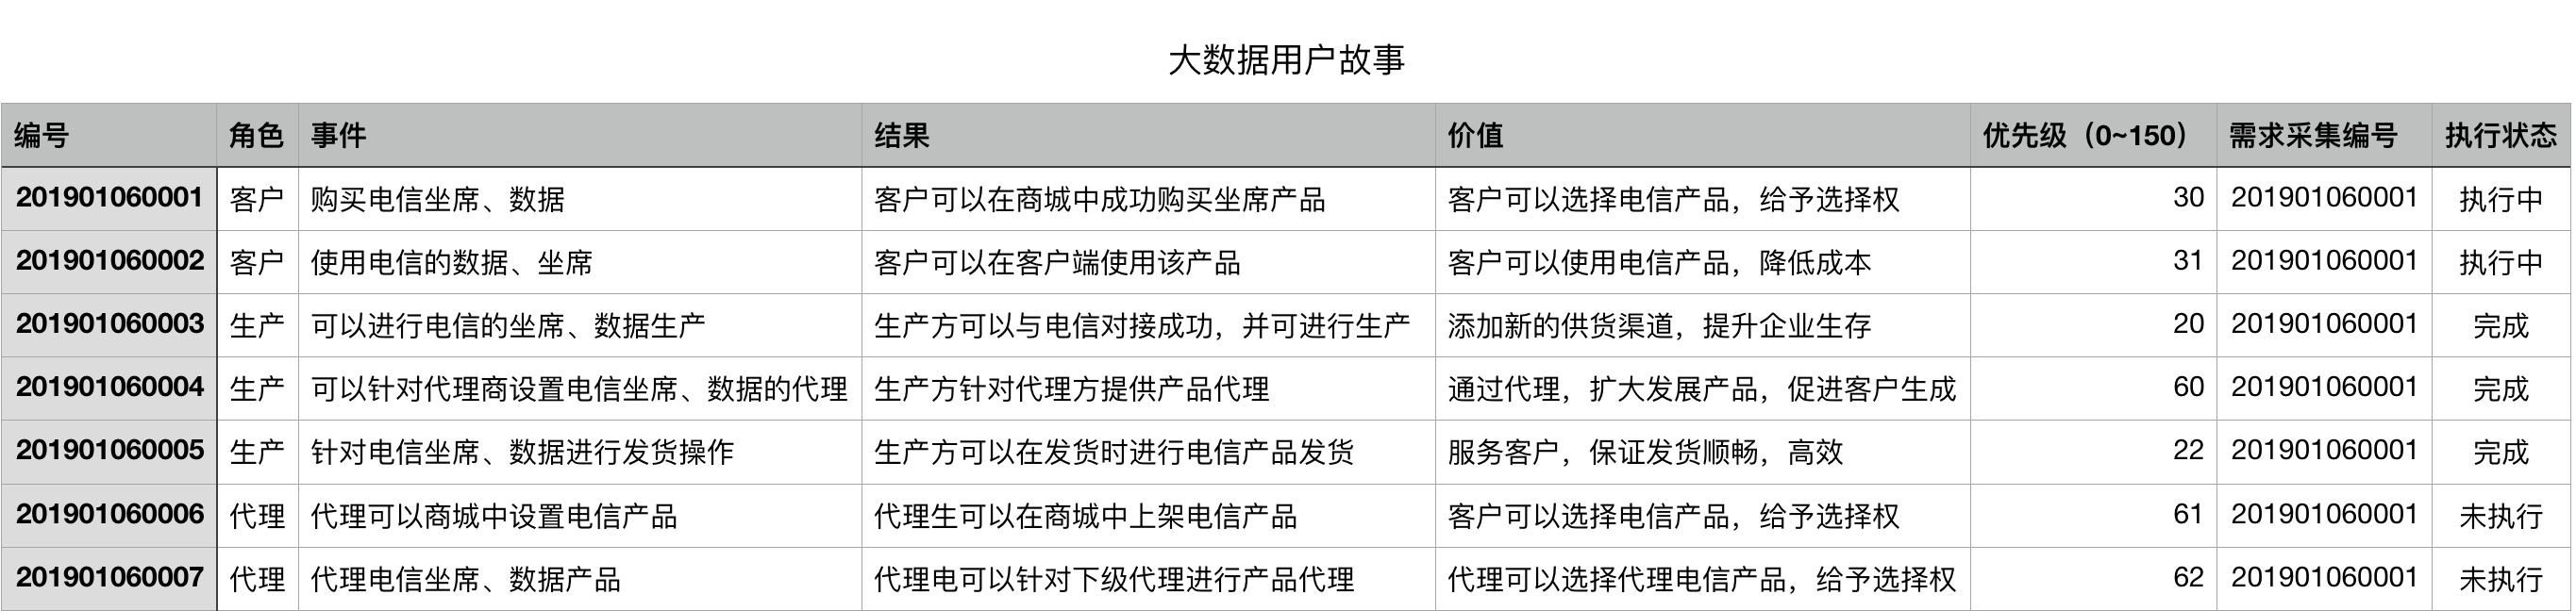 大数据用户故事
编号 角色 事件 结果 价值 优先级（0~150） 需求采集编号 执行状态
201901060001 客户 购买电信坐席、数据 客户可以在商城中成功购买坐席产品 客户可以选择电信产品，给予选择权 30 201901060001 执行中
201901060002 客户 使用电信的数据、坐席 客户可以在客户端使用该产品 客户可以使用电信产品，降低成本 31 201901060001 执行中
201901060003 生产 可以进行电信的坐席、数据生产 生产方可以与电信对接成功，并可进行生产 添加新的供货渠道，提升企业生存 20 201901060001 完成
201901060004 生产 可以针对代理商设置电信坐席、数据的代理 生产方针对代理方提供产品代理 通过代理，扩大发展产品，促进客户生成 60 201901060001 完成
201901060005 生产 针对电信坐席、数据进行发货操作 生产方可以在发货时进行电信产品发货 服务客户，保证发货顺畅，高效 22 201901060001 完成
201901060006 代理 代理可以商城中设置电信产品 代理生可以在商城中上架电信产品 客户可以选择电信产品，给予选择权 61 201901060001 未执行
201901060007 代理 代理电信坐席、数据产品 代理电可以针对下级代理进行产品代理 代理可以选择代理电信产品，给予选择权 62 201901060001 未执行